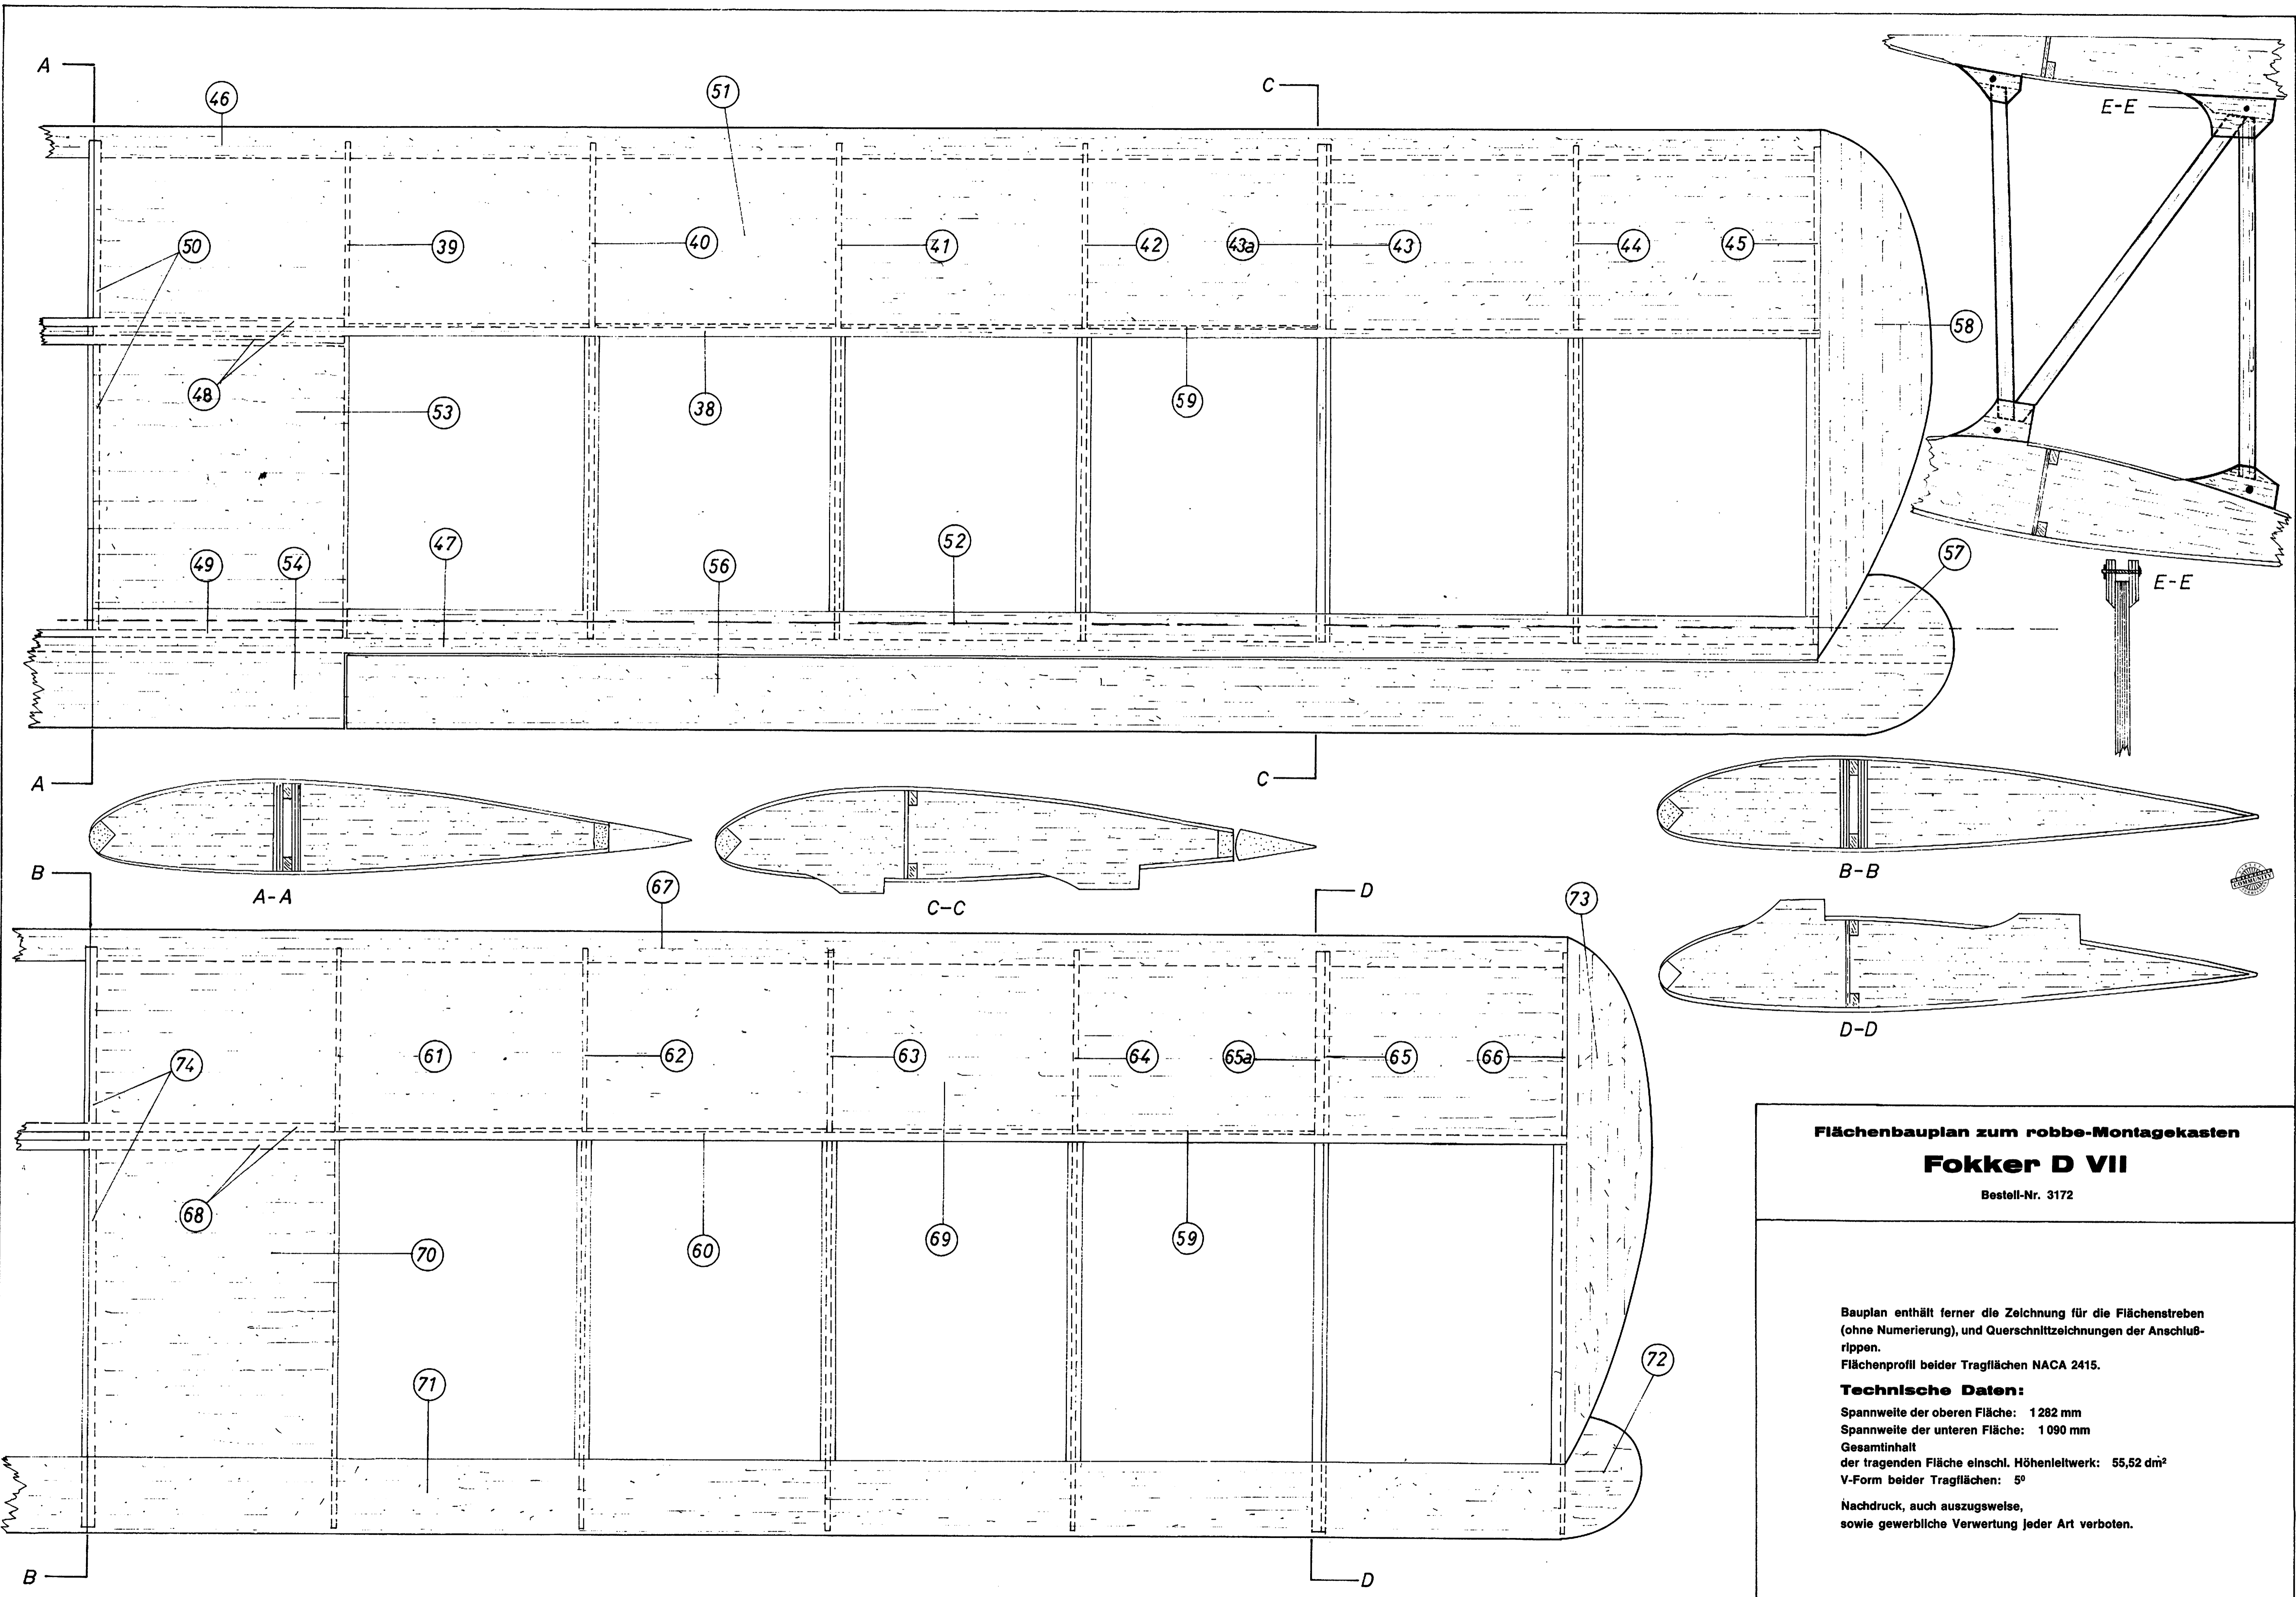 A
46
51
C
E-E
50
39
40
41
42
43a
43
44
45
58
48
53
38
59
49
54
47
56
52
57
E-E
A
C
A-A
C-C
B-B
COMMUNITY
B
67
D
73
D-D
74
61
62
63
64
65a
65
66
68
70
60
69
59
71
72
B
D
Flächenbauplan zum robbe-Montagekasten
Fokker D VII
Bestell-Nr. 3172
Bauplan enthält ferner die Zeichnung für die Flächenstreben
(ohne Numerierung), und Querschnittzeichnungen der Anschluß-
rippen.
Flächenprofil beider Tragflächen NACA 2415.
Technische Daten:
Spannweite der oberen Fläche: 1282 mm
Spannweite der unteren Fläche: 1090 mm
Gesamtinhalt
der tragenden Fläche einschl. Höhenleitwerk: 55,52 dm²
V-Form beider Tragflächen: 5º
Nachdruck, auch auszugsweise,
sowie gewerbliche Verwertung jeder Art verboten.